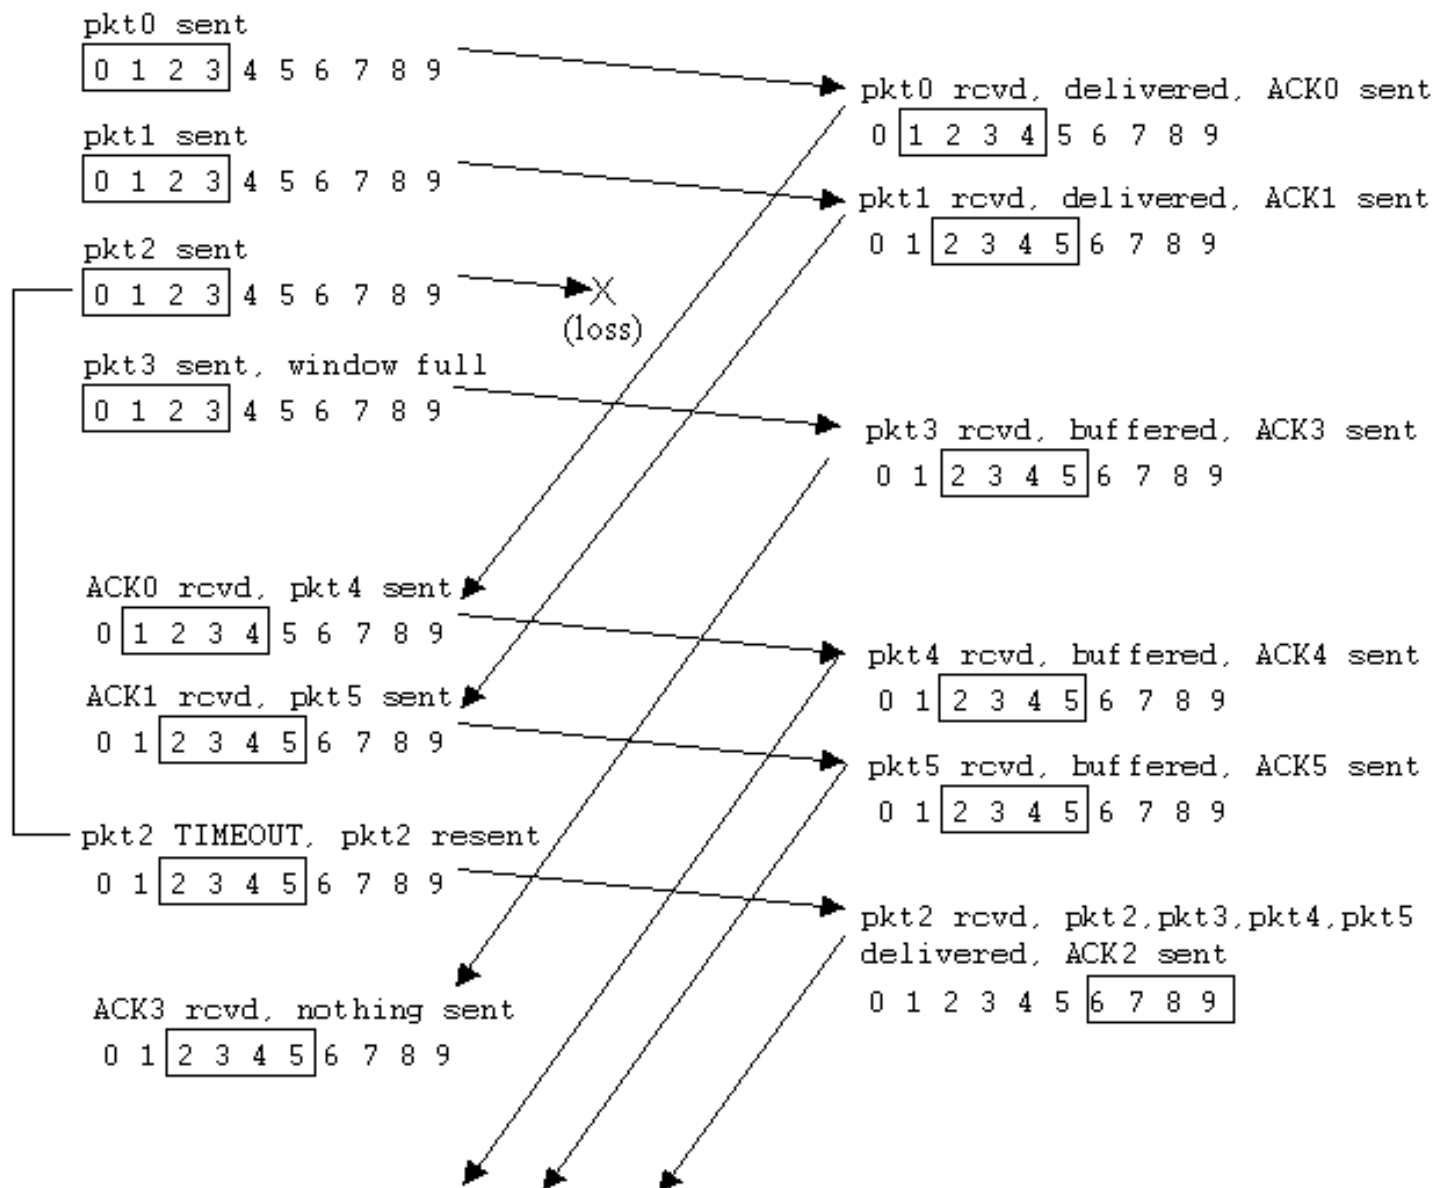 pkt0 sent
0 1 2 3 4 5 6 7 8 9
pkt0 rcvd, delivered, ACK0 sent
0 1 2 3 4 5 6 7 8 9
pkt1 sent
0 1 2 3 4 5 6 7 8 9
pkt1 rcvd, delivered, ACK1 sent
0 1 2 3 4 5 6 7 8 9
pkt2 sent
0 1 2 3 4 5 6 7 8 9
X
(loss)
pkt3 sent, window full
0 1 2 3 4 5 6 7 8 9
pkt3 rcvd, buffered, ACK3 sent
0 1 2 3 4 5 6 7 8 9
ACK0 rcvd, pkt4 sent
0 1 2 3 4 5 6 7 8 9
pkt4 rcvd, buffered, ACK4 sent
0 1 2 3 4 5 6 7 8 9
ACK1 rcvd, pkt5 sent
0 1 2 3 4 5 6 7 8 9
pkt5 rcvd, buffered, ACK5 sent
0 1 2 3 4 5 6 7 8 9
pkt2 TIMEOUT, pkt2 resent
0 1 2 3 4 5 6 7 8 9
pkt2 rcvd, pkt2,pkt3,pkt4,pkt5
delivered, ACK2 sent
0 1 2 3 4 5 6 7 8 9
ACK3 rcvd, nothing sent
0 1 2 3 4 5 6 7 8 9